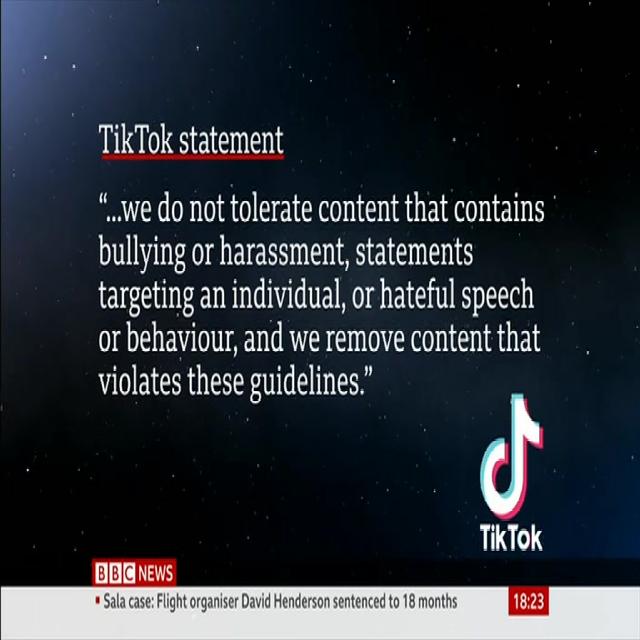 TikTok statement
“...we do not tolerate content that contains
bullying or harassment, statements
targeting an individual, or hateful speech
or behaviour, and we remove content that
violates these guidelines.”
TikTok
BBC NEWS
Sala case: Flight organiser David Henderson sentenced to 18 months
18:23